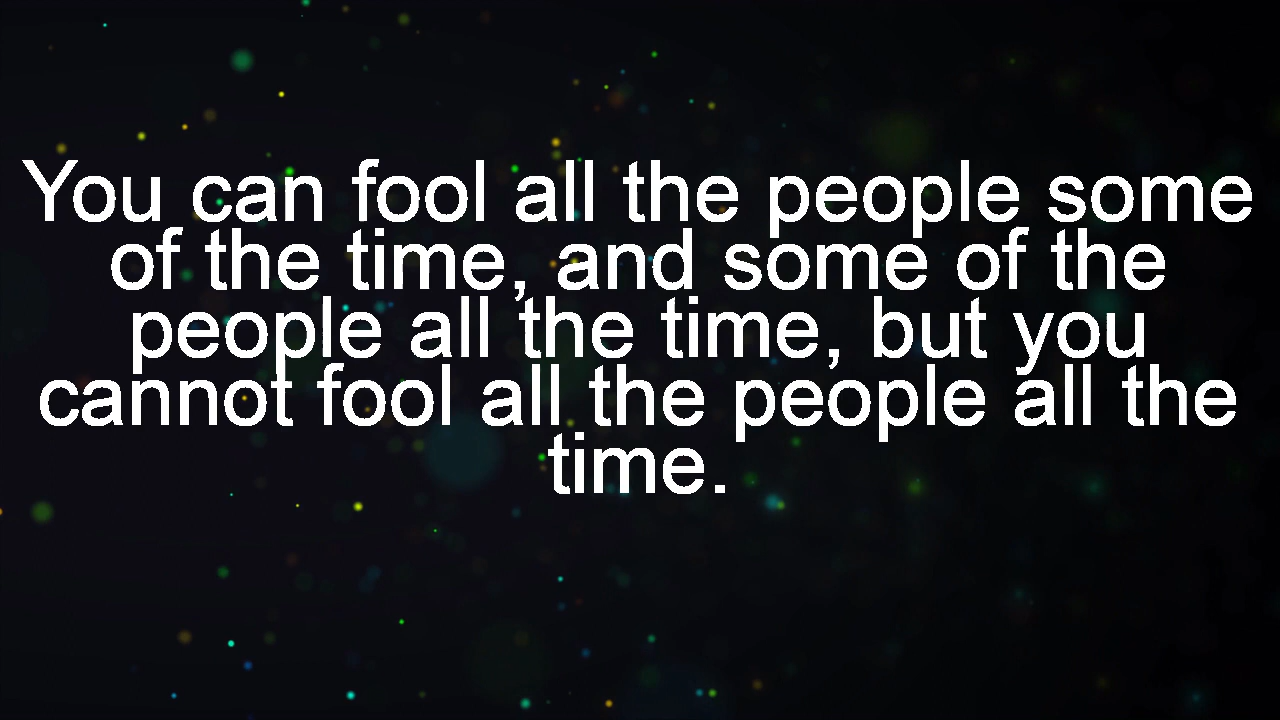 You can fool all the people some
of the time, and some of the
people all the time, but you
cannot fool all the people all the
time.